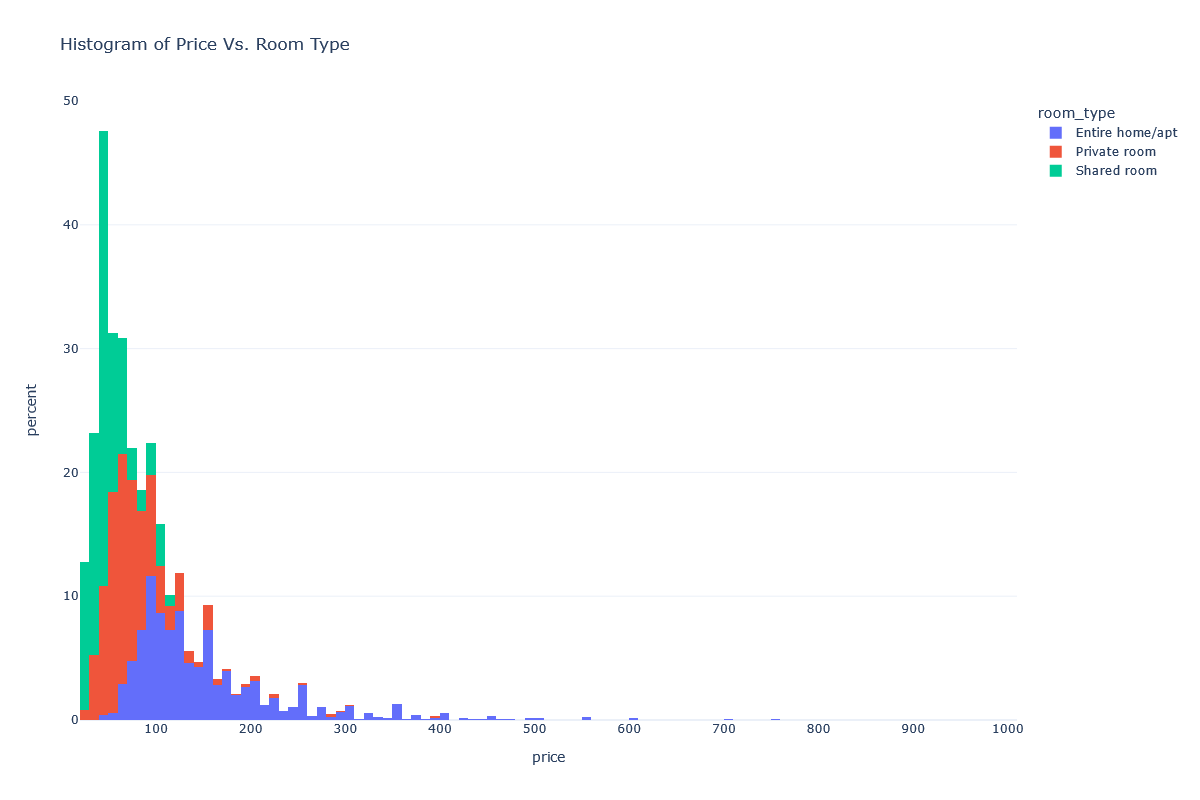 Histogram of Price Vs. Room Type
50
40
30
20
10
0
percent
100 200 300 400 500 600 700 800 900 1000
price
room_type
Entire home/apt
Private room
Shared room